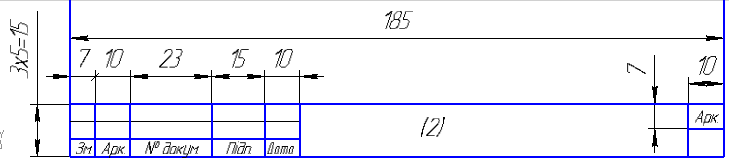 185
3x5=15
7 10 23 15 10
7 10
(2)
Арк
Зм Арк № докум Підп Дата